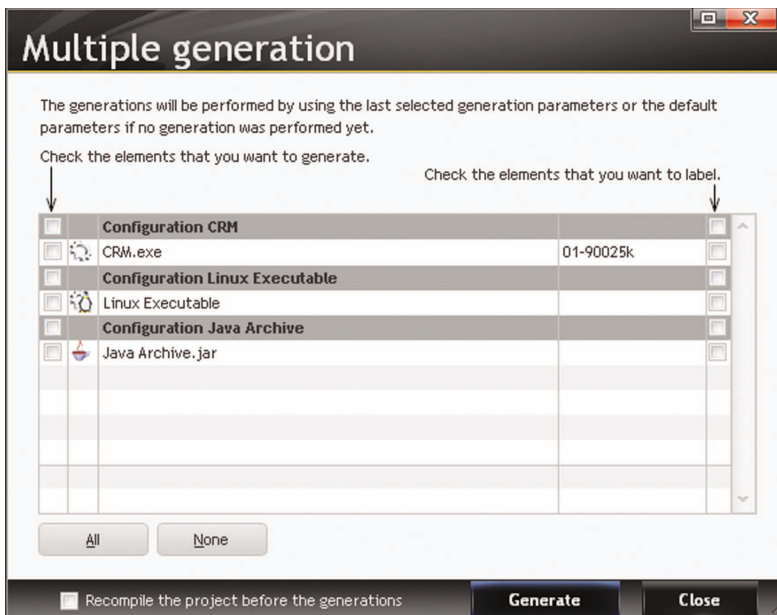 Multiple generation
The generations will be performed by using the last selected generation parameters or the default
parameters if no generation was performed yet.
Check the elements that you want to generate.
Check the elements that you want to label.
Configuration CRM
CRM.exe 01-90025k
Configuration Linux Executable
Linux Executable
Configuration Java Archive
Java Archive.jar
All None
Recompile the project before the generations Generate Close